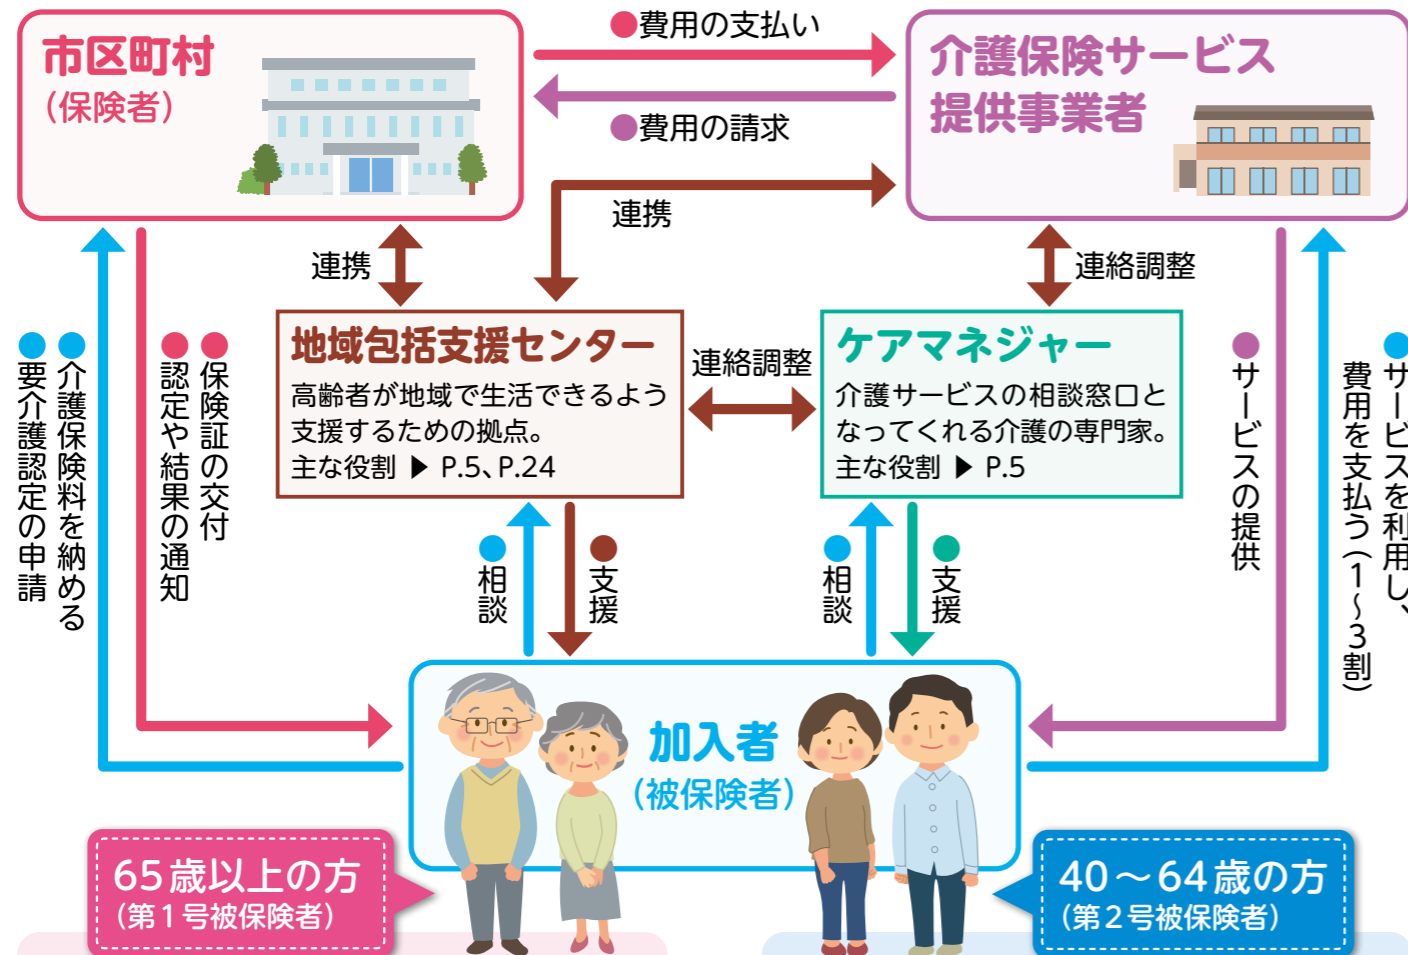 市区町村
（保険者）
●費用の支払い
●費用の請求
介護保険サービス
提供事業者
連携
連携
連絡調整
●要介護認定の申請
●介護保険料を納める
●認定や結果の通知
●保険証の交付
地域包括支援センター
高齢者が地域で生活できるよう
支援するための拠点。
主な役割 ▶ P.5、P.24
連絡調整
ケアマネジャー
介護サービスの相談窓口と
なってくれる介護の専門家。
主な役割 ▶ P.5
●サービスの提供
●サービスを利用し、
費用を支払う（1～3割）
●相談
●支援
●相談
●支援
加入者
（被保険者）
65歳以上の方
（第1号被保険者）
40～64歳の方
（第2号被保険者）